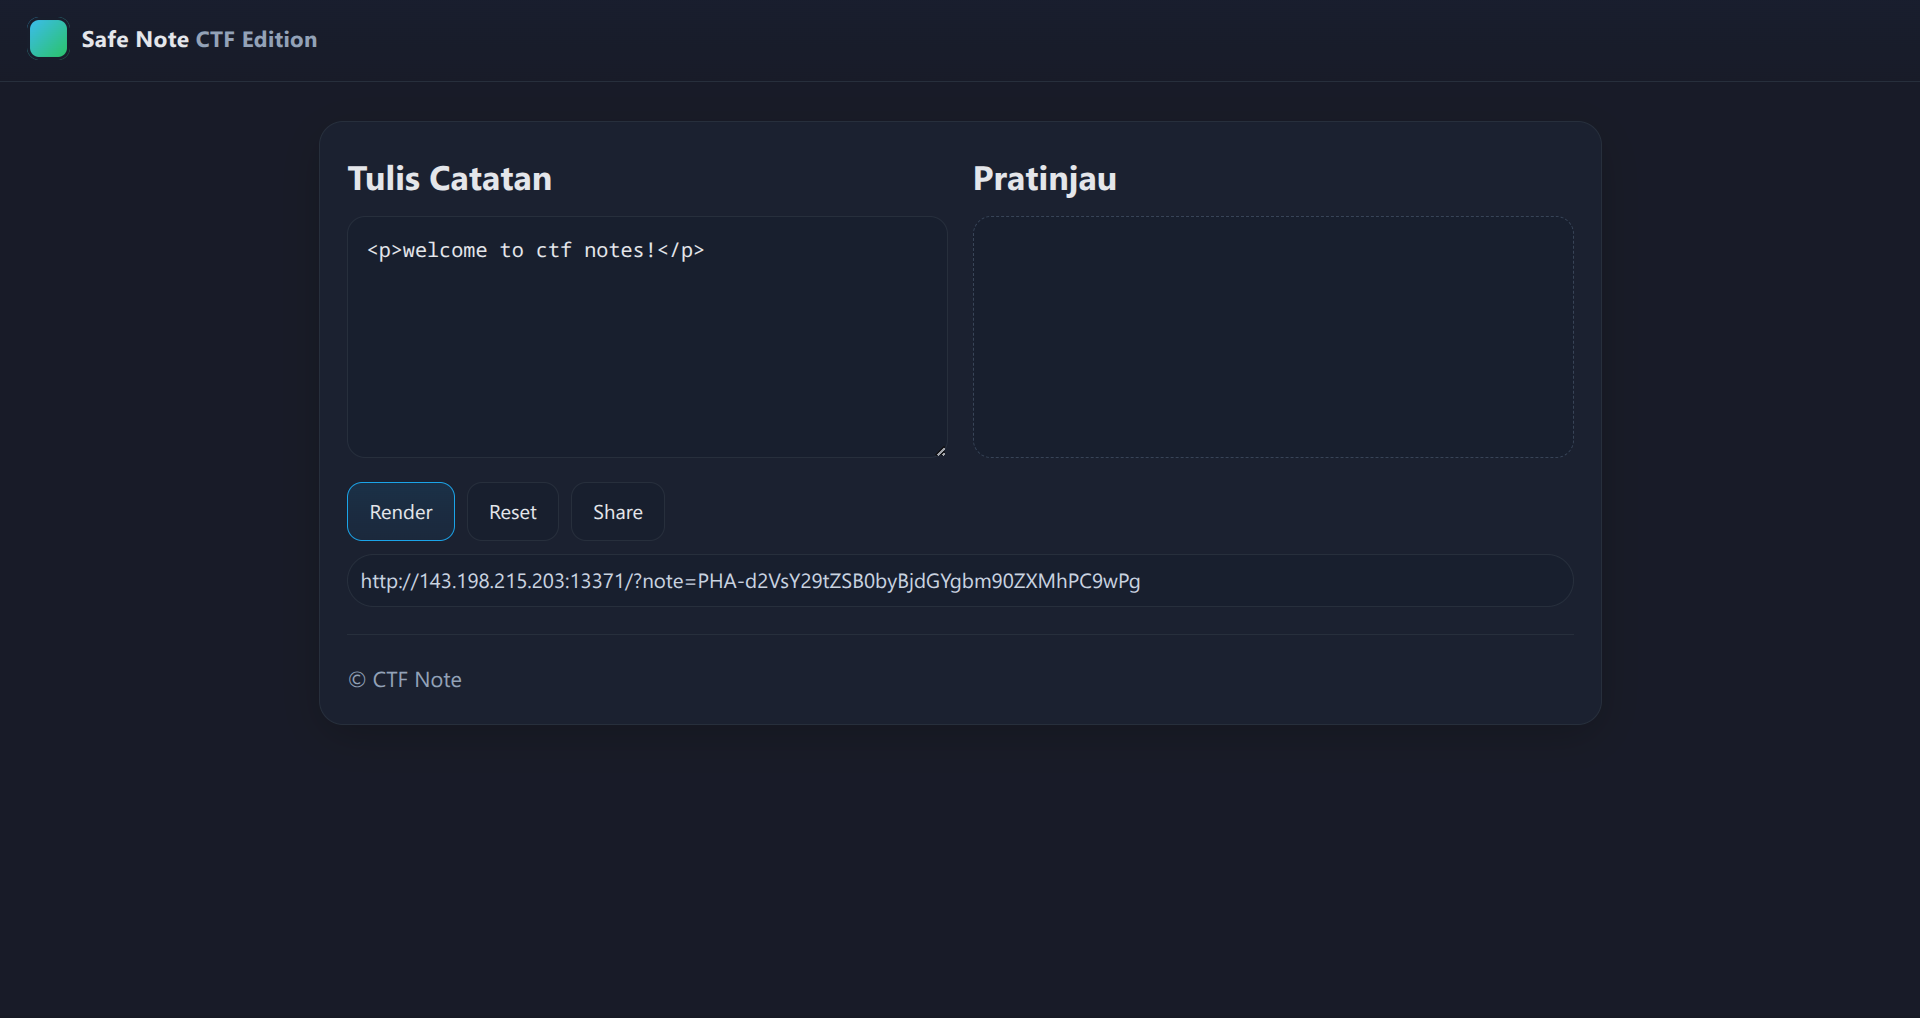 Safe Note CTF Edition
Tulis Catatan
<p>welcome to ctf notes!</p>
Pratinjau
Render
Reset
Share
http://143.198.215.203:13371/?note=PHA-d2VsY29tZSB0byBjdGYgbm90ZXMhPC9wPg
© CTF Note